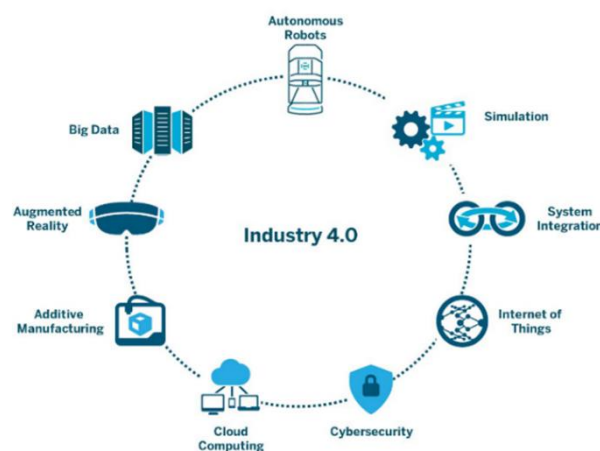 Autonomous
Robots
Simulation
System
Integration
Internet of
Things
Cybersecurity
Cloud
Computing
Additive
Manufacturing
Augmented
Reality
Big Data
Industry 4.0